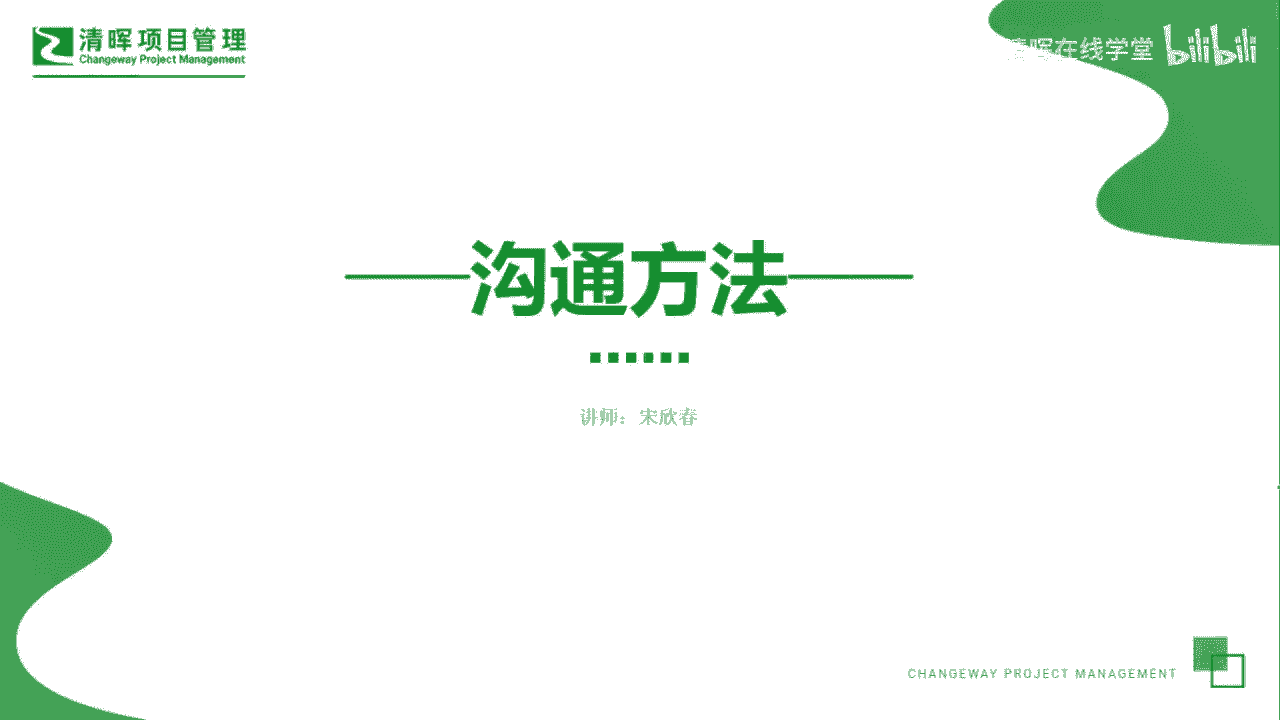 清晖项目管理
Changeway Project Management
清晖在线学堂 bilibili
沟通方法
讲师：宋欣春
CHANGEWAY PROJECT MANAGEMENT